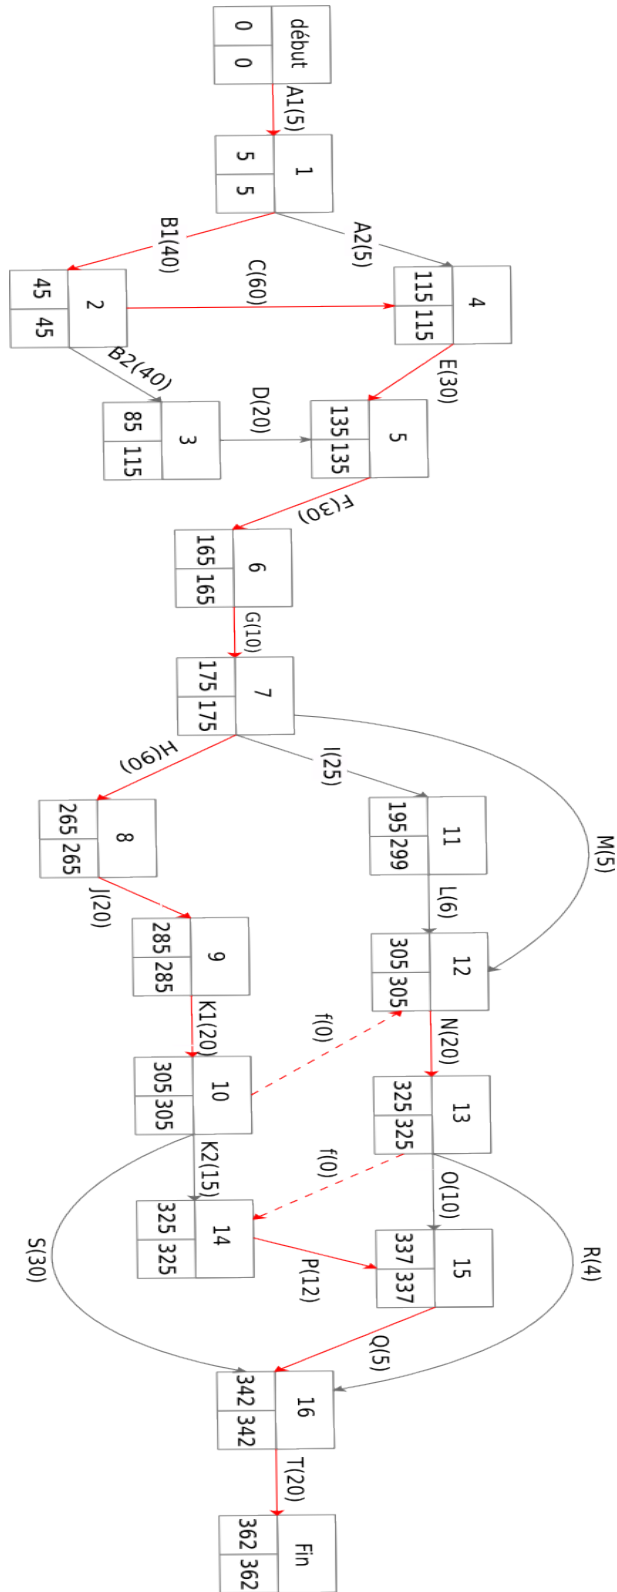 début
0
0
A1(5)
1
5
5
A2(5)
B1(40)
4
115
115
C(60)
2
45
45
E(30)
B2(40)
5
135
135
D(20)
3
85
115
F(30)
6
165
165
G(10)
7
175
175
M(5)
I(25)
H(90)
11
195
299
8
265
265
L(6)
J(20)
12
305
305
9
285
285
N(20)
f(0)
K1(20)
13
325
325
10
305
305
R(4)
O(10)
f(0)
K2(15)
S(30)
15
337
337
14
325
325
P(12)
Q(5)
16
342
342
T(20)
Fin
362
362